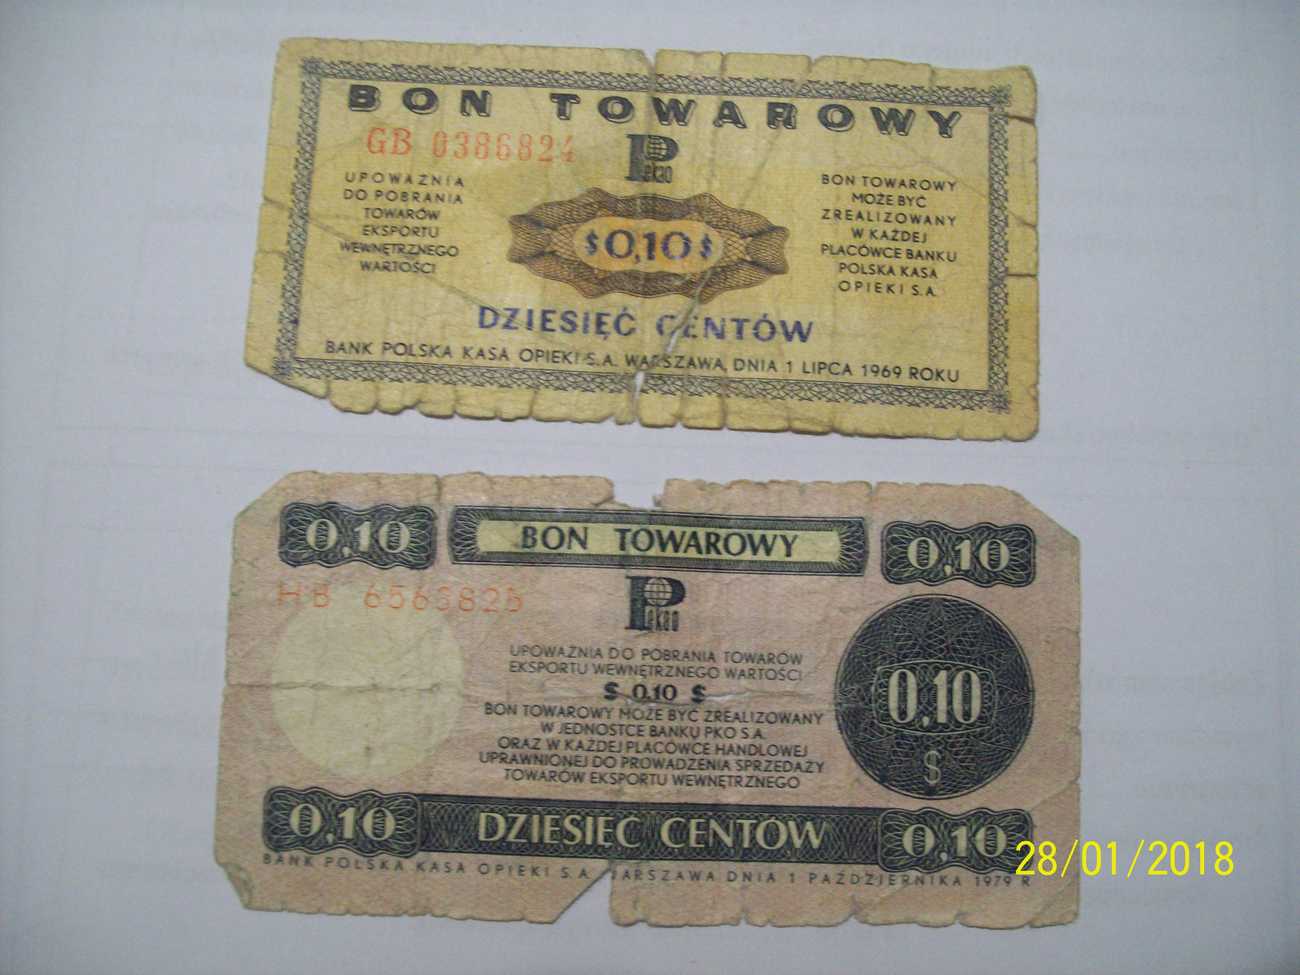 BON TOWAROWY
GB 0386824
Pekao
UPOWAŻNIA
DO POBRANIA
TOWARÓW
EKSPORTU
WEWNĘTRZNEGO
WARTOŚCI
$0,10$
BON TOWAROWY
MOŻE BYĆ
ZREALIZOWANY
W KAŻDEJ
PLACÓWCE BANKU
POLSKA KASA
OPIEKI S.A.
DZIESIĘĆ CENTÓW
BANK POLSKA KASA OPIEKI S.A. WARSZAWA, DNIA 1 LIPCA 1969 ROKU
0,10 BON TOWAROWY 0,10
HB 6563825
Pekao
UPOWAŻNIA DO POBRANIA TOWARÓW
EKSPORTU WEWNĘTRZNEGO WARTOŚCI
$ 0,10 $
BON TOWAROWY MOŻE BYĆ ZREALIZOWANY
W JEDNOSTCE BANKU PKO S.A.
ORAZ W KAŻDEJ PLACÓWCE HANDLOWEJ
UPRAWNIONEJ DO PROWADZENIA SPRZEDAŻY
TOWARÓW EKSPORTU WEWNĘTRZNEGO
0,10
$
0,10 DZIESIĘĆ CENTÓW 0,10
BANK POLSKA KASA OPIEKI S.A. WARSZAWA DNIA 1 PAŹDZIERNIKA 1979 R
28/01/2018